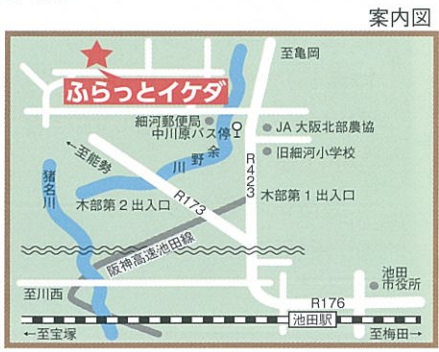 案内図
至亀岡
ふらっとイケダ
細河郵便局
中川原バス停
JA 大阪北部農協
旧細河小学校
余野川
←至能勢
猪名川
R173
R423
木部第2出入口
木部第1出入口
阪神高速池田線
至川西
池田
市役所
R176
池田駅
←至宝塚
至梅田→